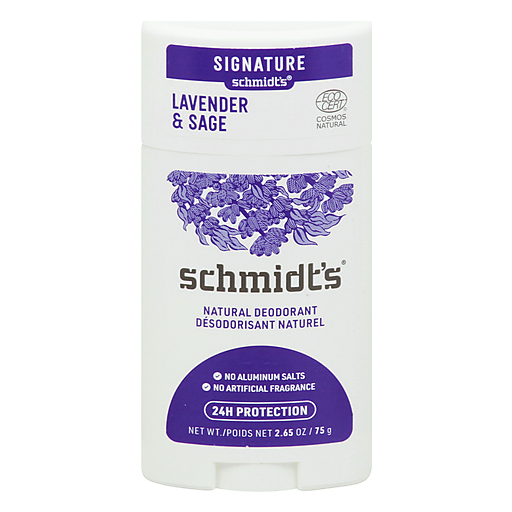 SIGNATURE
schmidt's®
LAVENDER
& SAGE
ECO
CERT
COSMOS
NATURAL
schmidt's®
NATURAL DEODORANT
DÉSODORISANT NATUREL
NO ALUMINUM SALTS
NO ARTIFICIAL FRAGRANCE
24H PROTECTION
NET WT./POIDS NET 2.65 OZ / 75 g